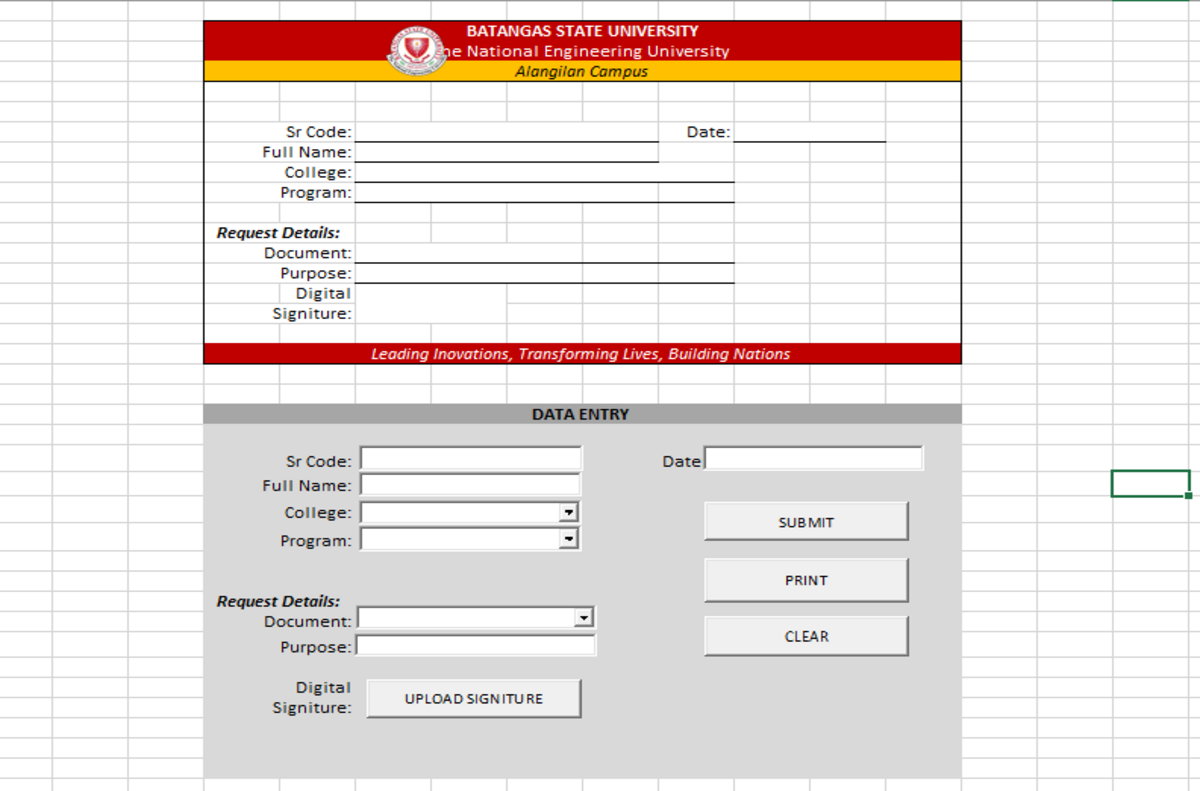 BATANGAS STATE UNIVERSITY
he National Engineering University
Alangilan Campus
Sr Code: Date:
Full Name:
College:
Program:
Request Details:
Document:
Purpose:
Digital
Signiture:
Leading Inovations, Transforming Lives, Building Nations
DATA ENTRY
Sr Code: Date
Full Name:
College:
SUBMIT
Program:
PRINT
Request Details:
Document:
CLEAR
Purpose:
Digital
Signiture:
UPLOAD SIGNITURE